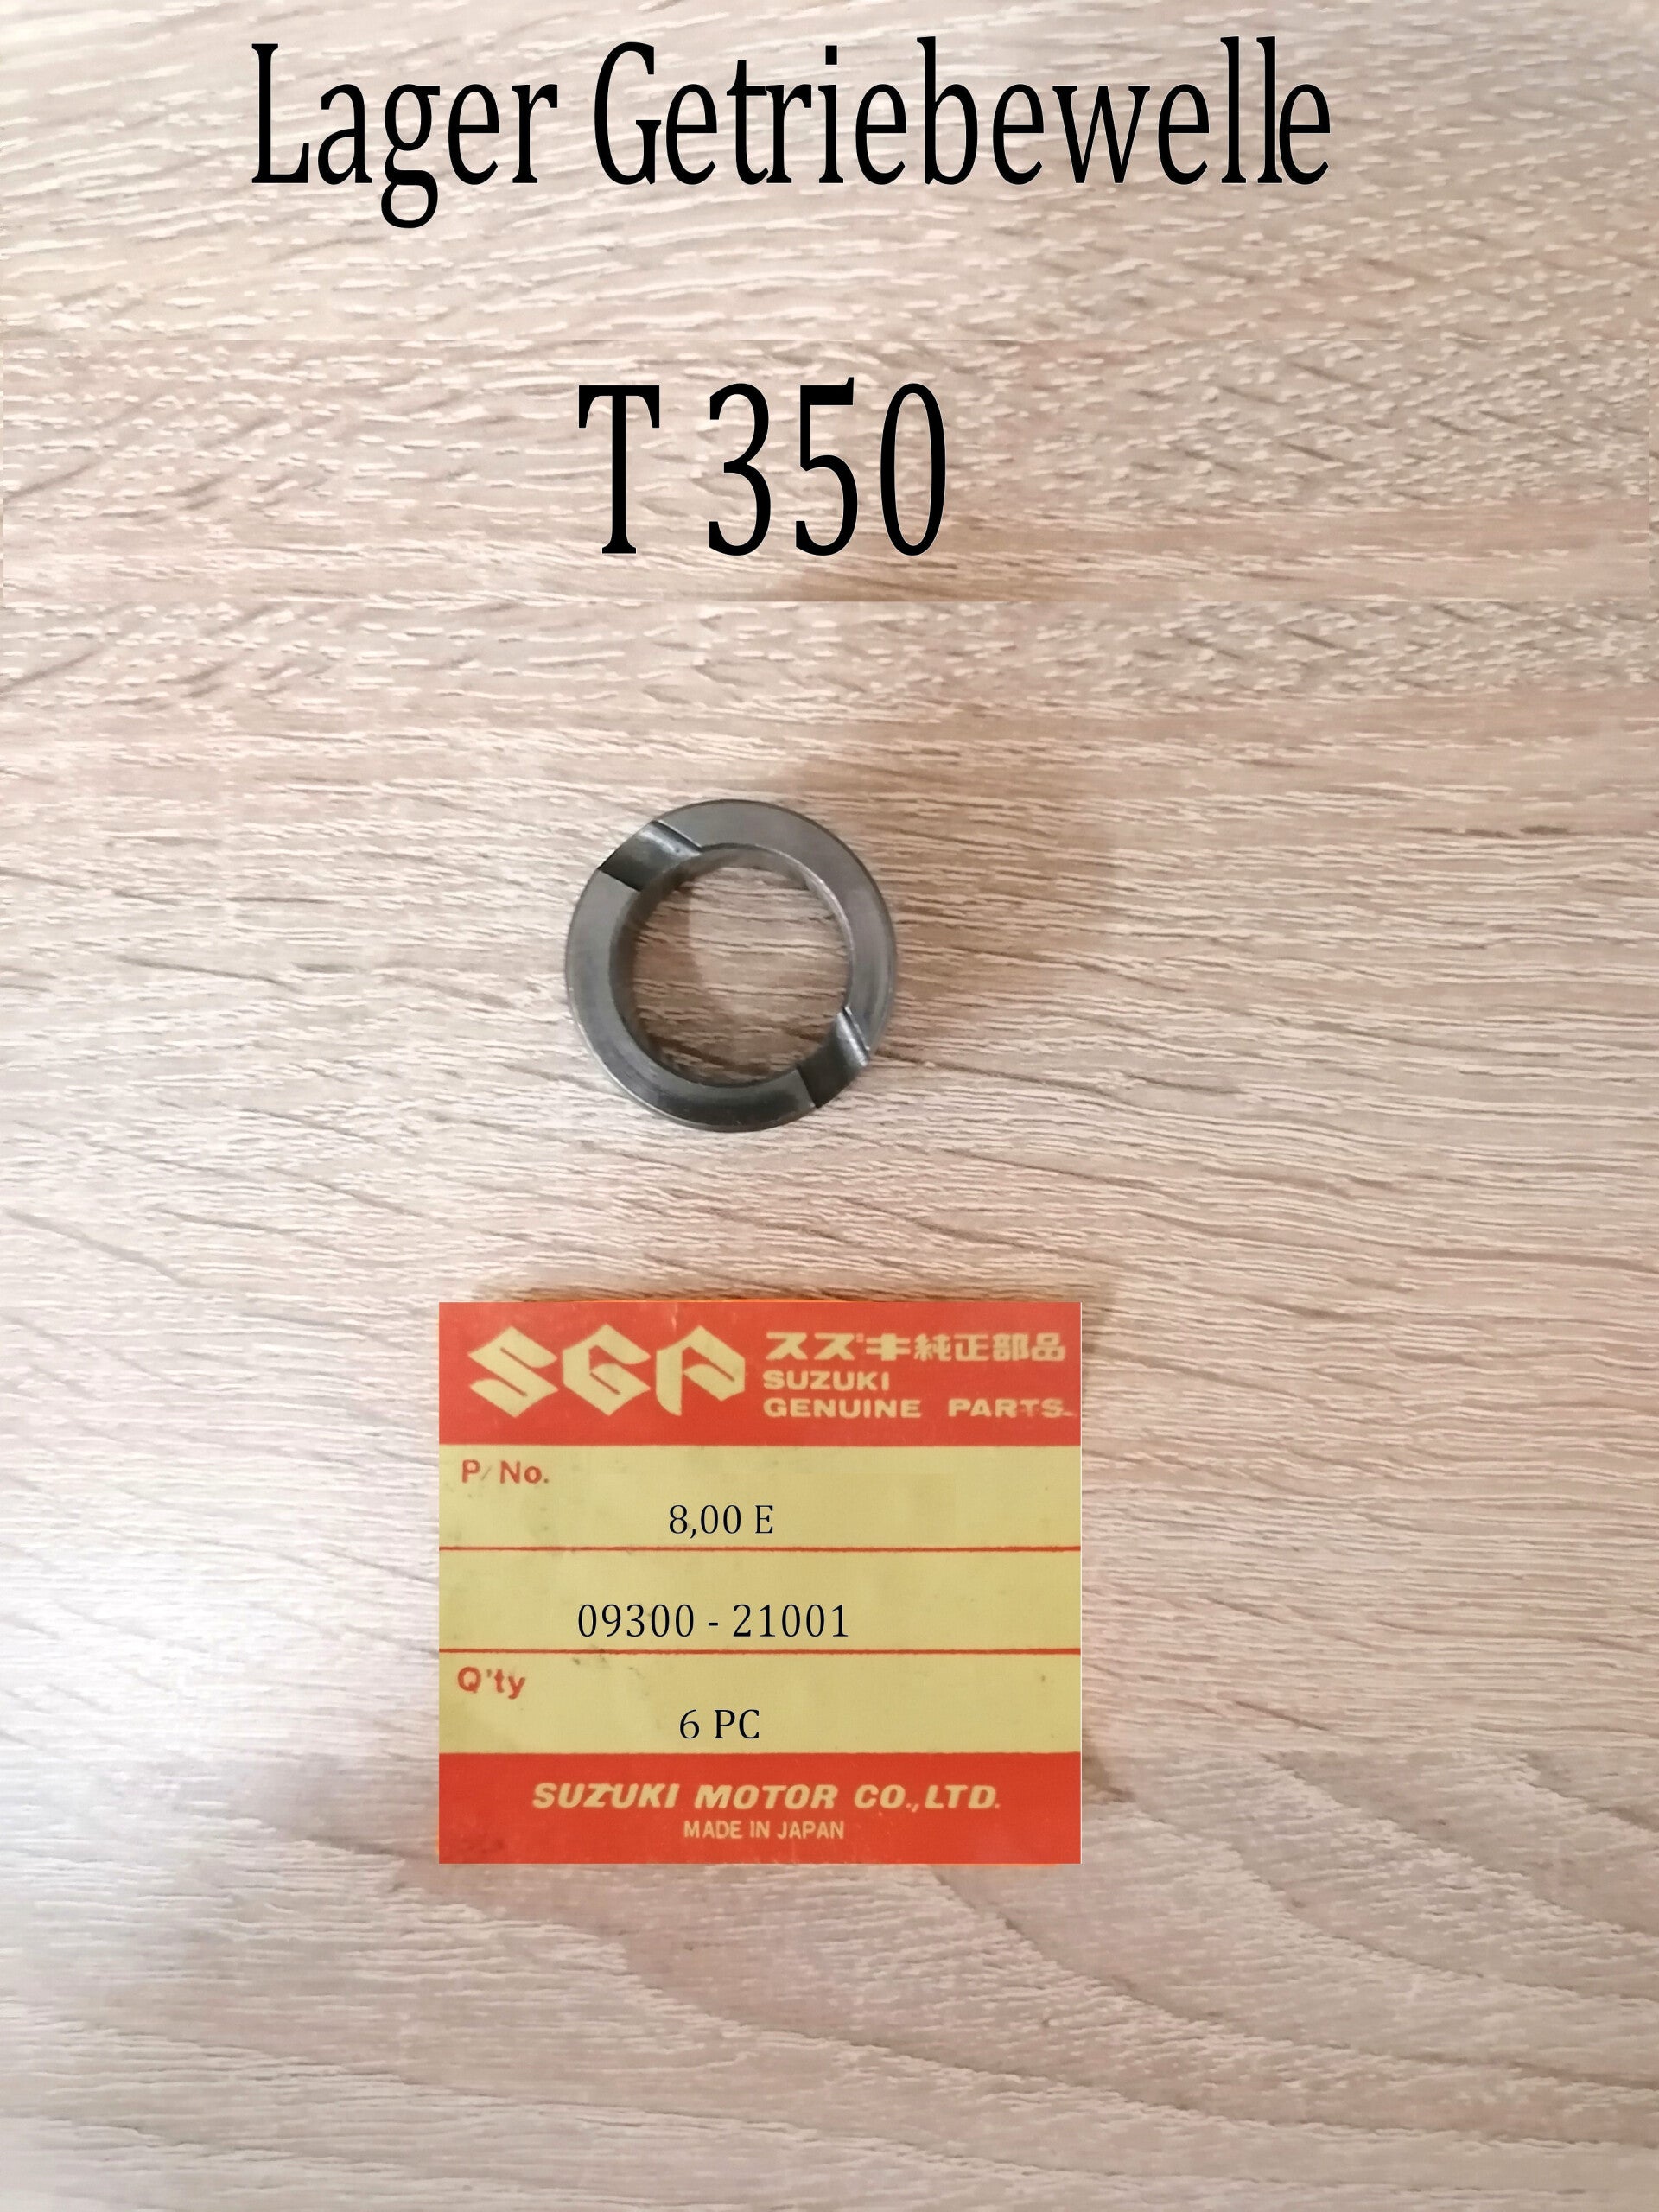 Lager Getriebewelle
T 350
SGP
スズキ純正部品
SUZUKI
GENUINE PARTS
P/No.
8,00 E
09300 - 21001
Q'ty
6 PC
SUZUKI MOTOR CO.,LTD.
MADE IN JAPAN